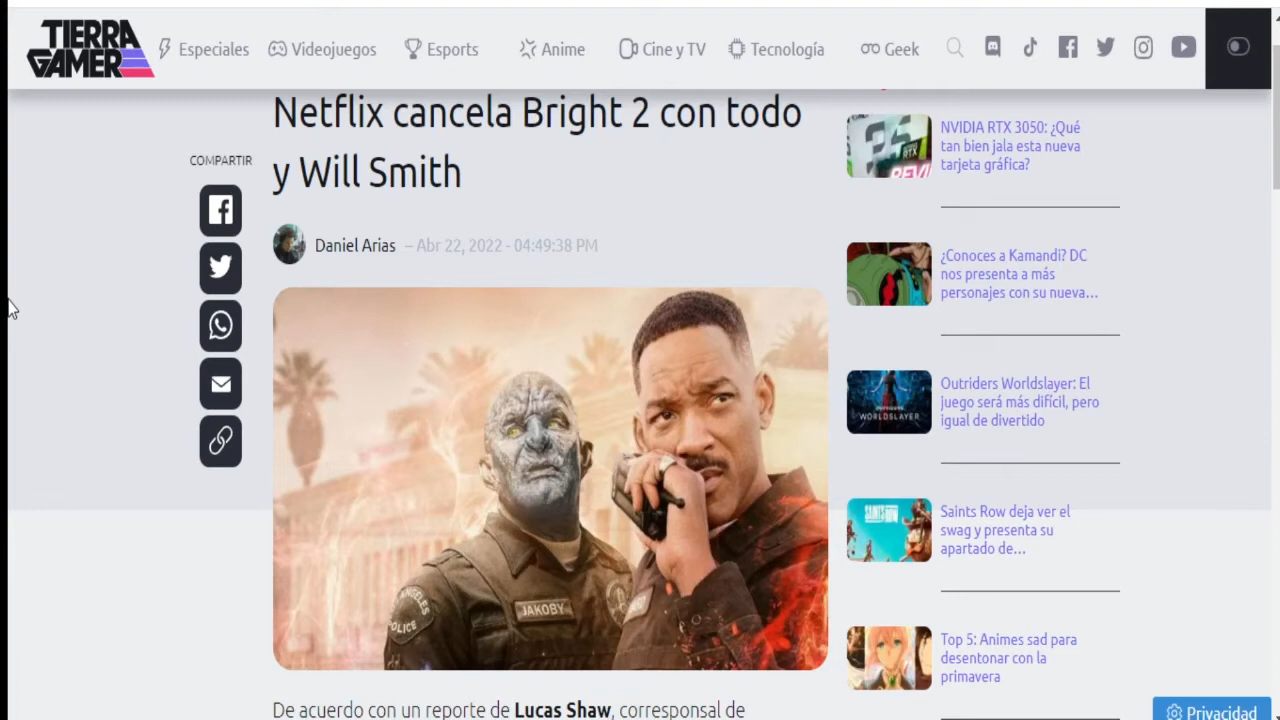 TIERRA
GAMER
Especiales
Videojuegos
Esports
Anime
Cine y TV
Tecnología
Geek
Netflix cancela Bright 2 con todo
y Will Smith
COMPARTIR
Daniel Arias
– Abr 22, 2022 - 04:49:38 PM
JAKOBY
De acuerdo con un reporte de Lucas Shaw, corresponsal de
NVIDIA RTX 3050: ¿Qué
tan bien jala esta nueva
tarjeta gráfica?
¿Conoces a Kamandi? DC
nos presenta a más
personajes con su nueva...
WORLDSLAYER
Outriders Worldslayer: El
juego será más difícil, pero
igual de divertido
SAINTS
ROW
Saints Row deja ver el
swag y presenta su
apartado de...
Top 5: Animes sad para
desentonar con la
primavera
Privacidad